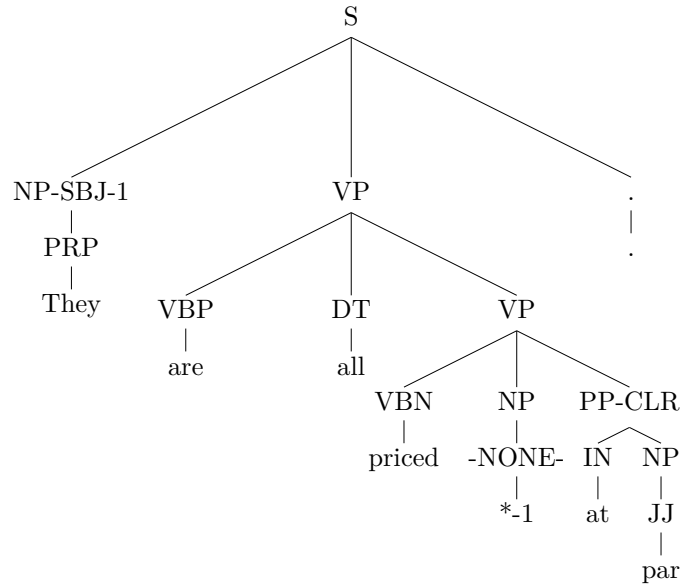 S
NP-SBJ-1 VP .
PRP .
They VBP DT VP
are all
VBN NP PP-CLR
priced -NONE- IN NP
*-1 at JJ
par